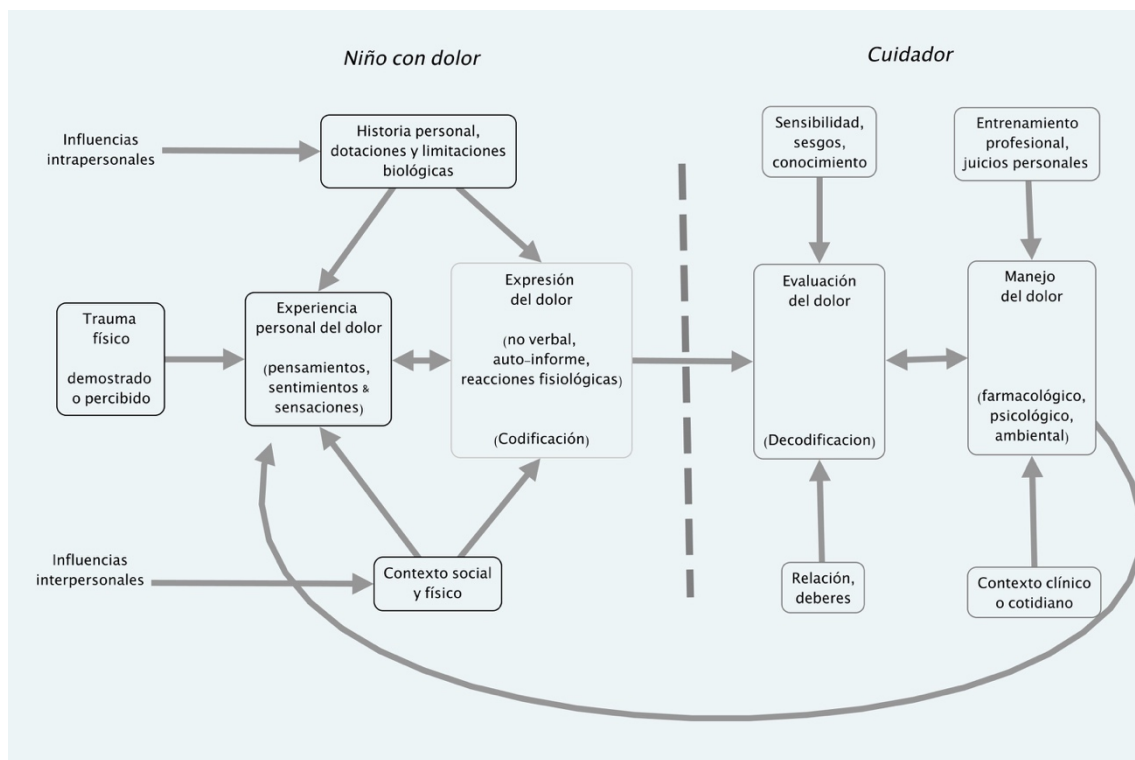 Niño con dolor
Cuidador
Influencias
intrapersonales
Historia personal,
dotaciones y limitaciones
biológicas
Sensibilidad,
sesgos,
conocimiento
Entrenamiento
profesional,
juicios personales
Trauma
físico
demostrado
o percibido
Experiencia
personal del dolor
(pensamientos,
sentimientos &
sensaciones)
Expresión
del dolor
(no verbal,
auto-informe,
reacciones fisiológicas)
(Codificación)
Evaluación
del dolor
(Decodificacion)
Manejo
del dolor
(farmacológico,
psicológico,
ambiental)
Influencias
interpersonales
Contexto social
y físico
Relación,
deberes
Contexto clínico
o cotidiano